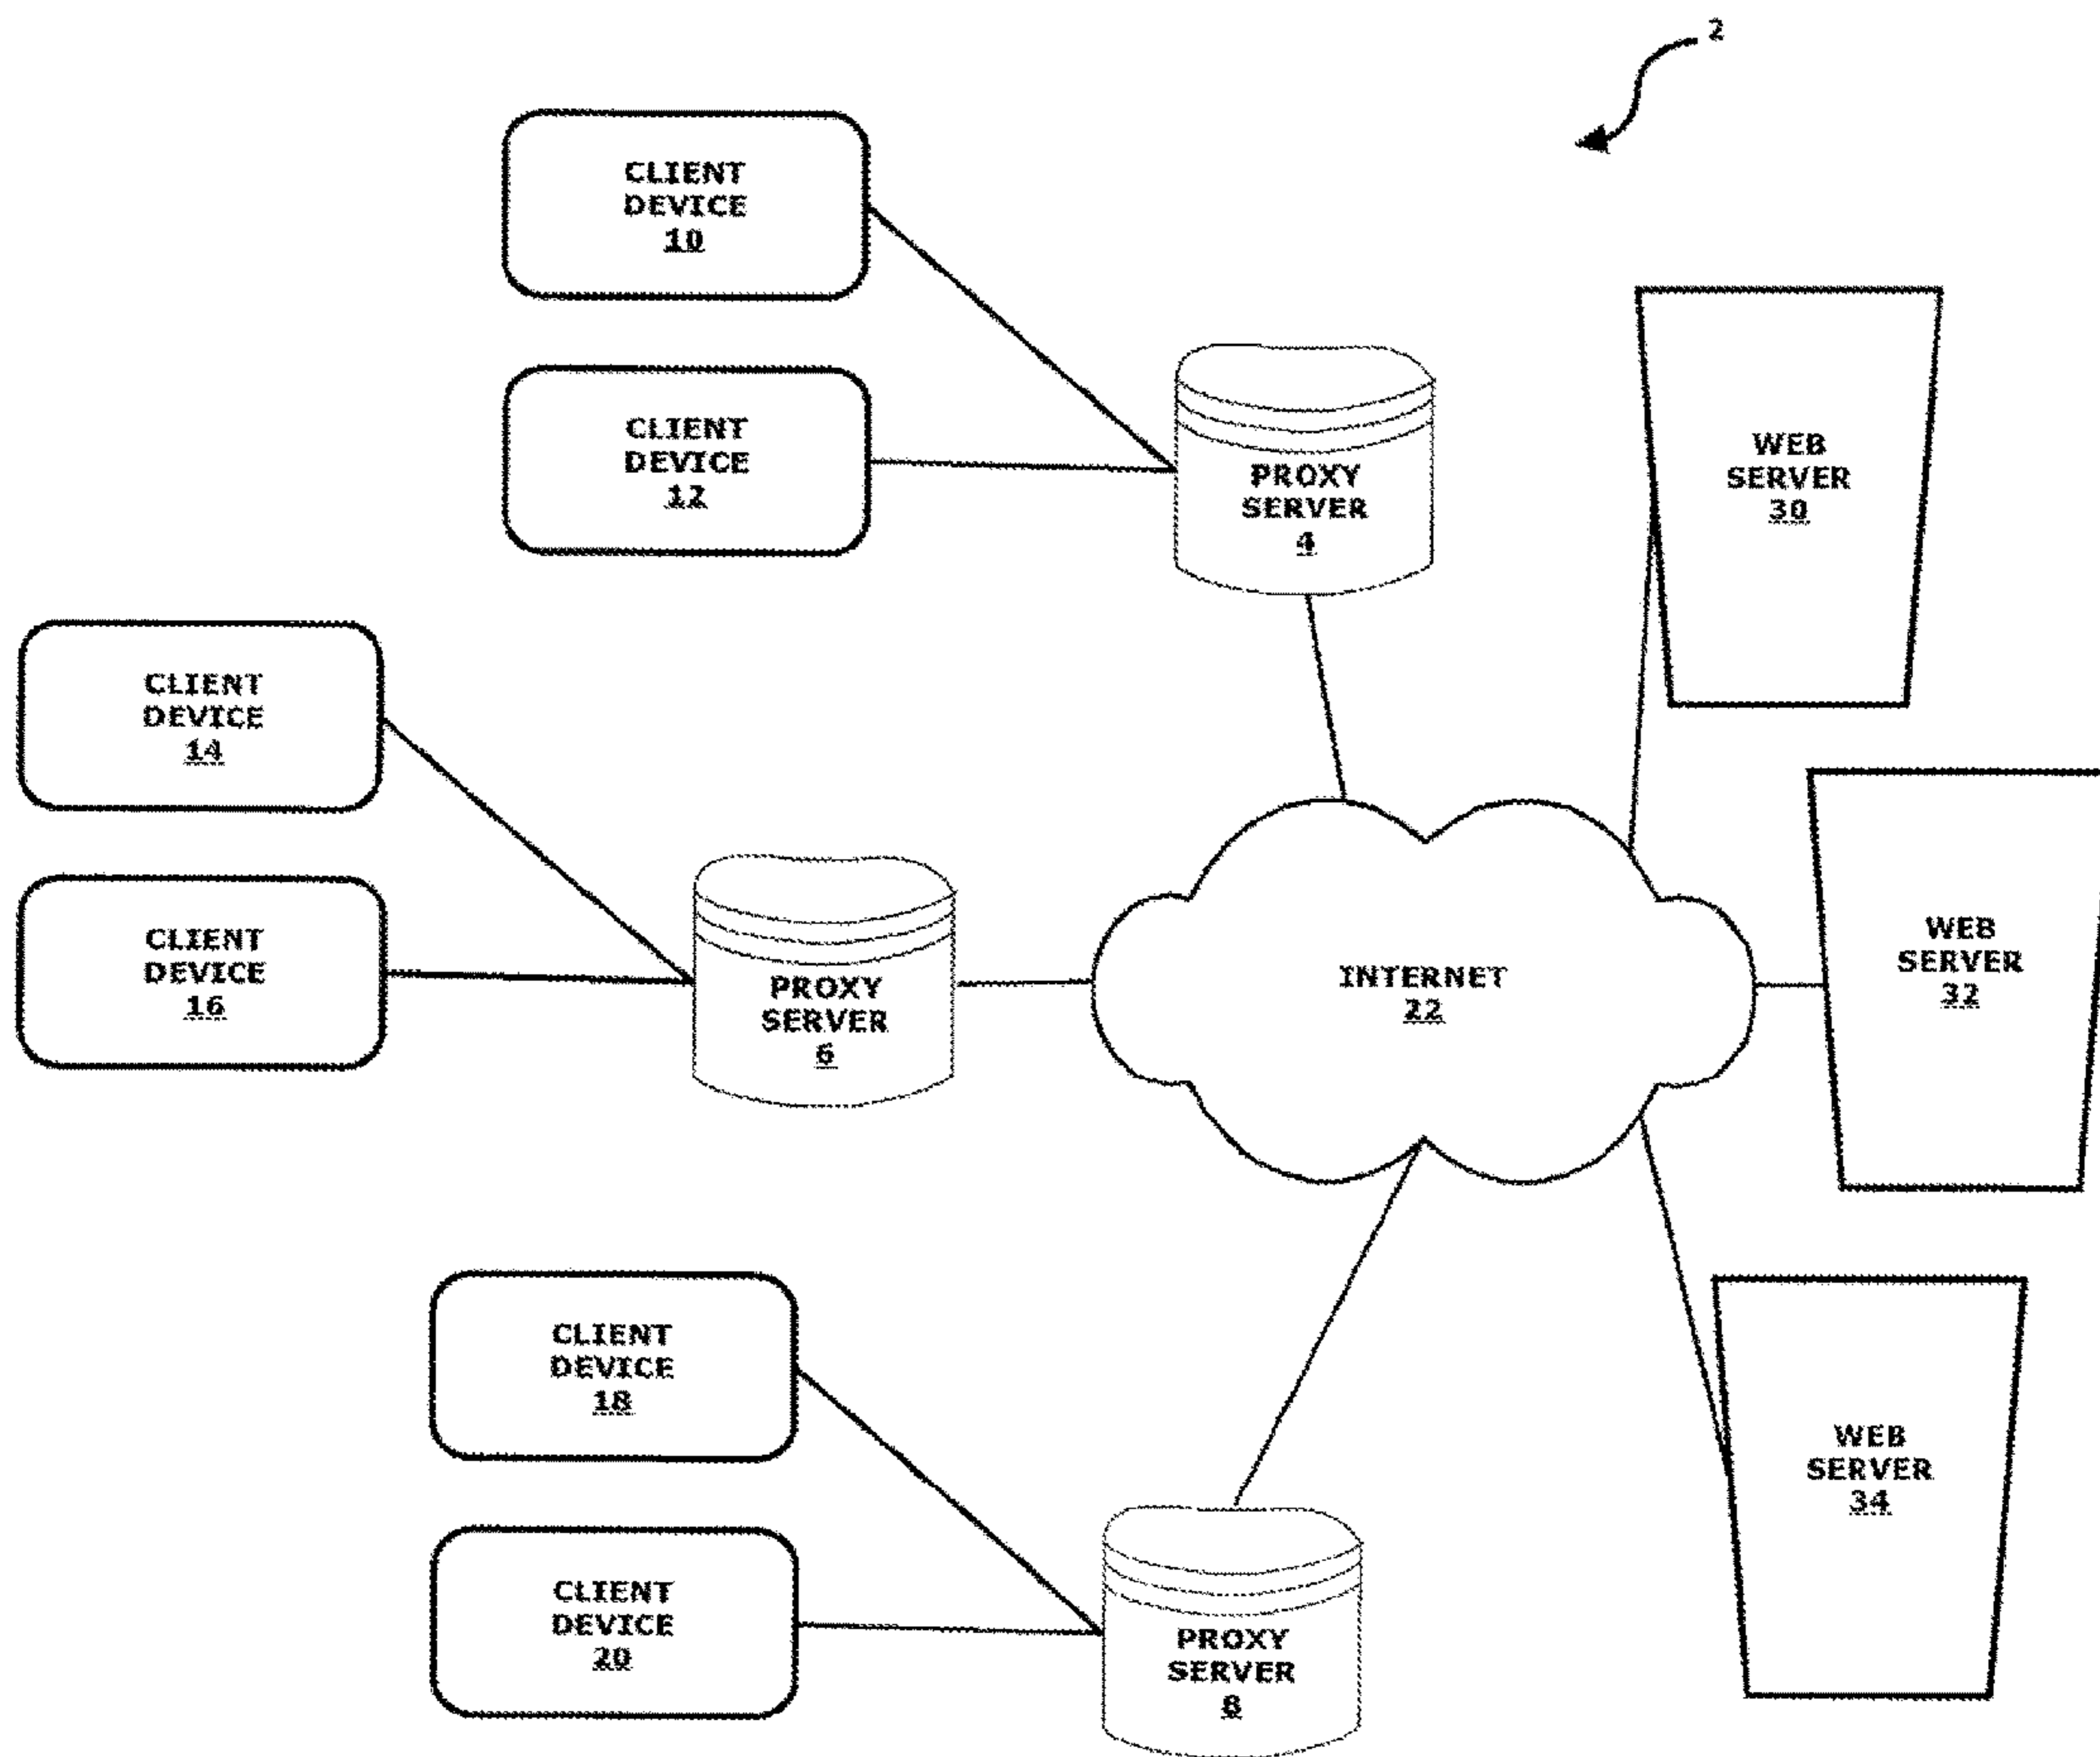 2
CLIENT
DEVICE
10
CLIENT
DEVICE
12
PROXY
SERVER
4
WEB
SERVER
30
CLIENT
DEVICE
14
CLIENT
DEVICE
16
PROXY
SERVER
6
INTERNET
22
WEB
SERVER
32
CLIENT
DEVICE
18
CLIENT
DEVICE
20
PROXY
SERVER
8
WEB
SERVER
34